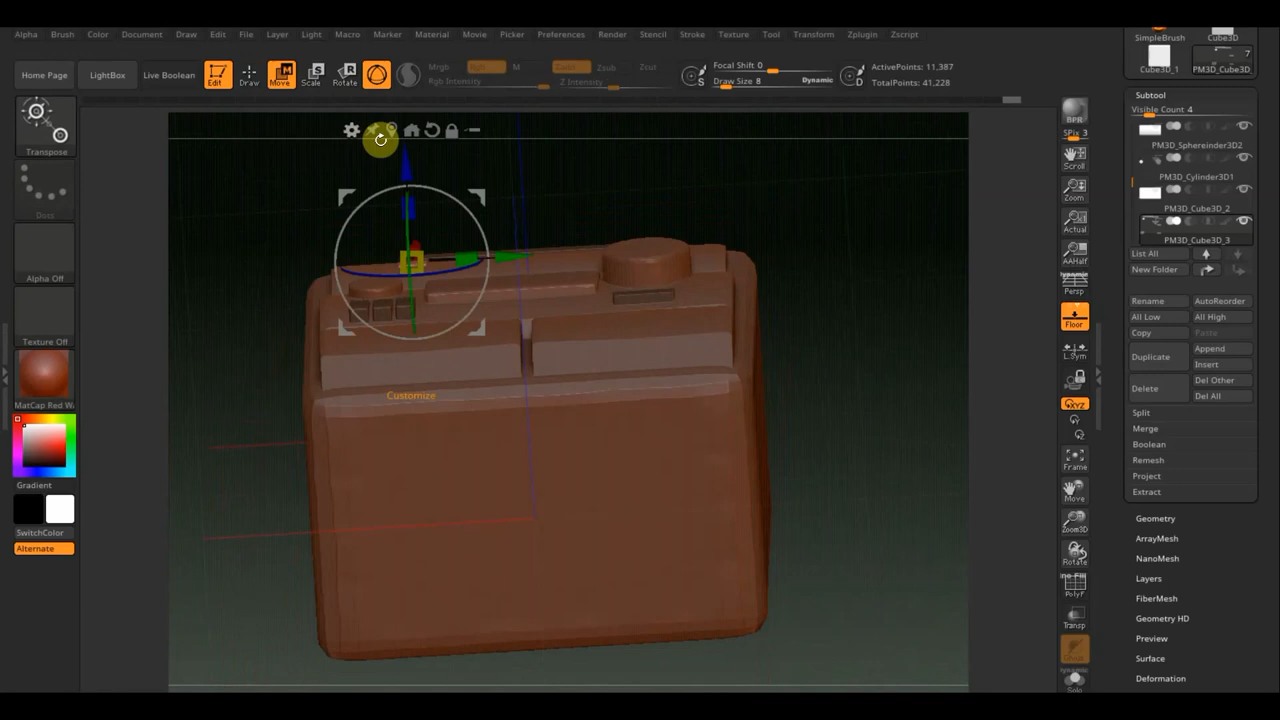 Alpha Brush Color Document Draw Edit File Layer Light Macro Marker Material Movie Picker Preferences Render Stencil Stroke Texture Tool Transform Zplugin Zscript
SimpleBrush Cube3D
Cube3D_1 PM3D_Cube3D_
7
Home Page LightBox Live Boolean Edit Draw Move Scale Rotate
Mrgb Rgb M Zadd Zsub Zcut
Rgb Intensity Z Intensity
Focal Shift 0
Draw Size 8 Dynamic
S D
ActivePoints: 11,387
TotalPoints: 41,228
Transpose
Dots
Alpha Off
Texture Off
MatCap Red Wa
Gradient
SwitchColor
Alternate
Customize
BPR
SPix 3
Scroll
Zoom
Actual
AAHalf
Dynamic
Persp
Floor
L.Sym
XYZ
Y
Z
Frame
Move
Zoom3D
Rotate
PolyF
Transp
Dynamic
Solo
Subtool
Visible Count 4
PM3D_Sphereinder3D2
PM3D_Cylinder3D1
PM3D_Cube3D_2
PM3D_Cube3D_3
List All
New Folder
Rename AutoReorder
All Low All High
Copy Paste
Duplicate Append
Insert
Delete Del Other
Del All
Split
Merge
Boolean
Remesh
Project
Extract
Geometry
ArrayMesh
NanoMesh
Layers
FiberMesh
Geometry HD
Preview
Surface
Deformation